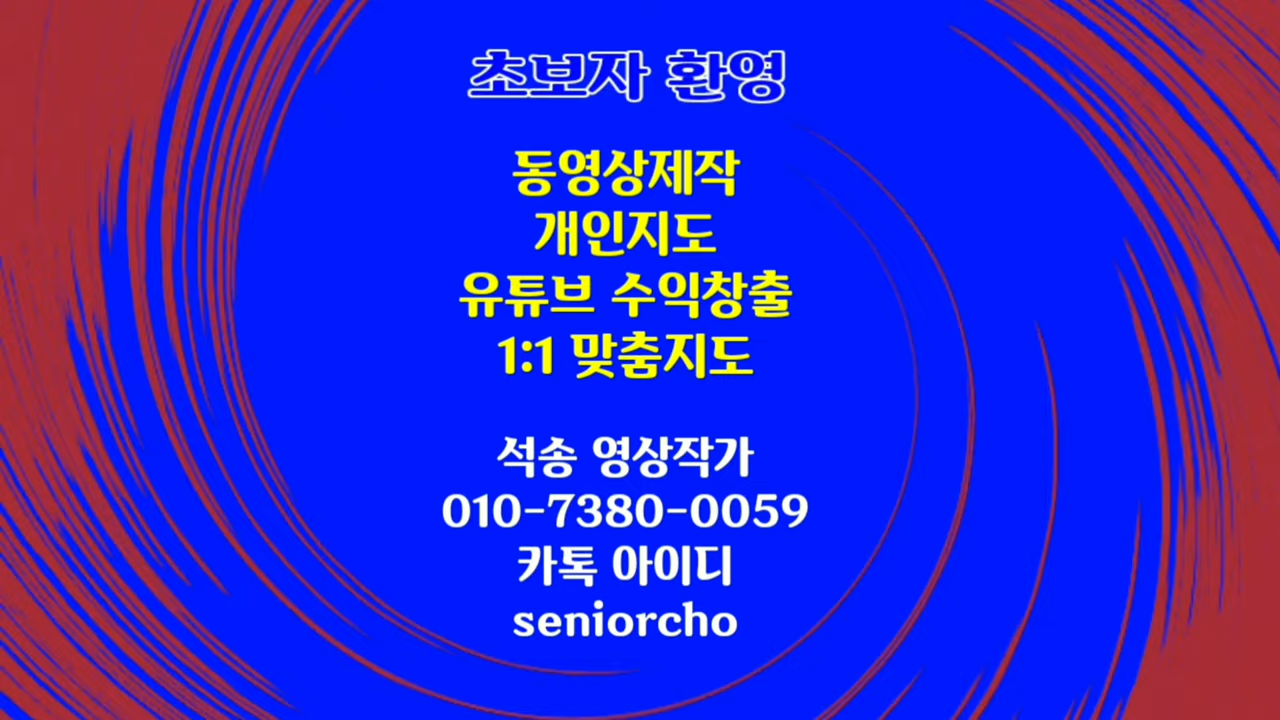 초보자 환영
동영상제작
개인지도
유튜브 수익창출
1:1 맞춤지도
석송 영상작가
010-7380-0059
카톡 아이디
seniorcho